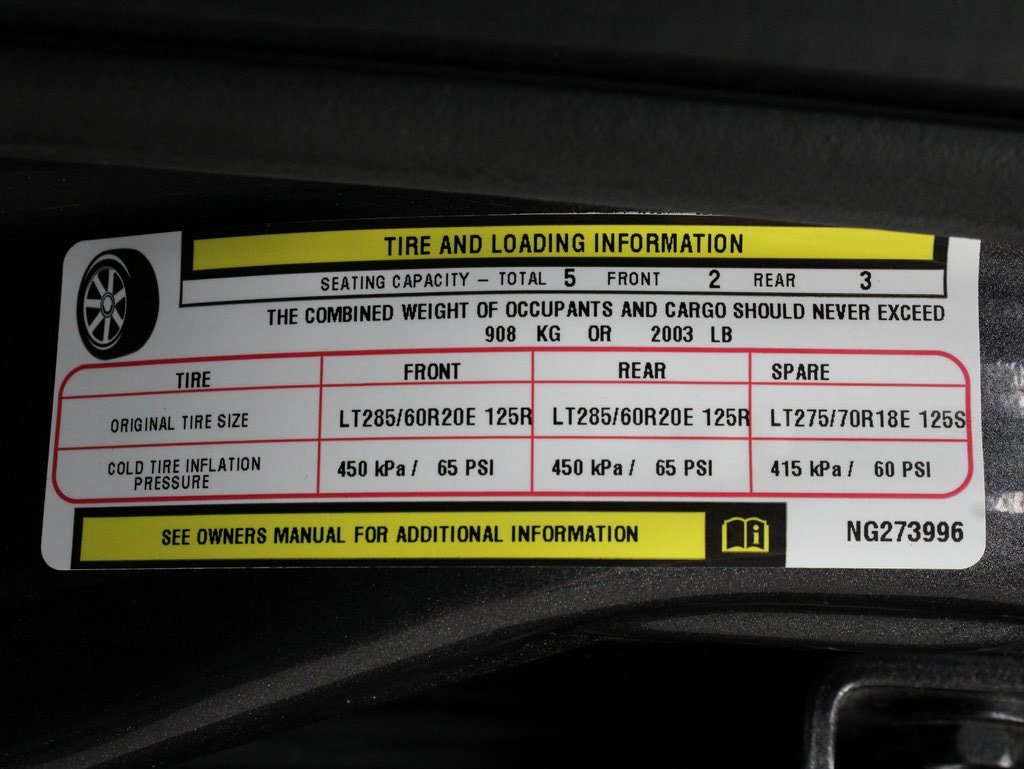 TIRE AND LOADING INFORMATION
SEATING CAPACITY – TOTAL 5 FRONT 2 REAR 3
THE COMBINED WEIGHT OF OCCUPANTS AND CARGO SHOULD NEVER EXCEED
908 KG OR 2003 LB
TIRE FRONT REAR SPARE
ORIGINAL TIRE SIZE LT285/60R20E 125R LT285/60R20E 125R LT275/70R18E 125S
COLD TIRE INFLATION PRESSURE 450 kPa / 65 PSI 450 kPa / 65 PSI 415 kPa / 60 PSI
SEE OWNERS MANUAL FOR ADDITIONAL INFORMATION
NG273996